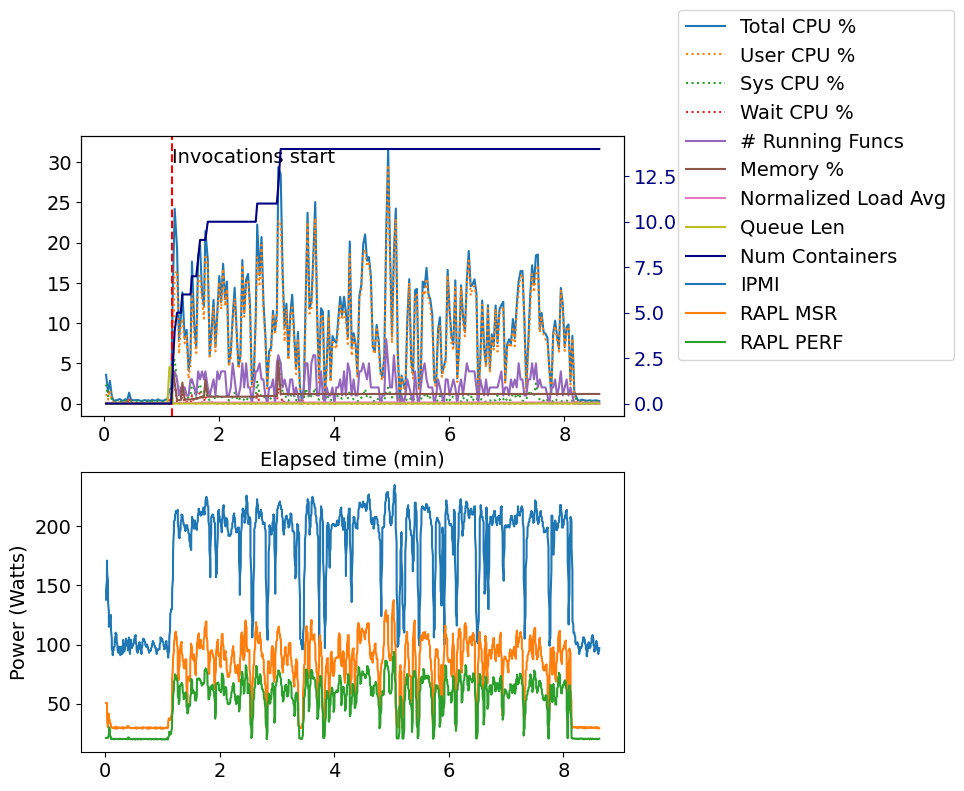 Total CPU %
User CPU %
Sys CPU %
Wait CPU %
# Running Funcs
Memory %
Normalized Load Avg
Queue Len
Num Containers
IPMI
RAPL MSR
RAPL PERF
Invocations start
30
25
20
15
10
5
0
12.5
10.0
7.5
5.0
2.5
0.0
0 2 4 6 8
Elapsed time (min)
Power (Watts)
200
150
100
50
0 2 4 6 8